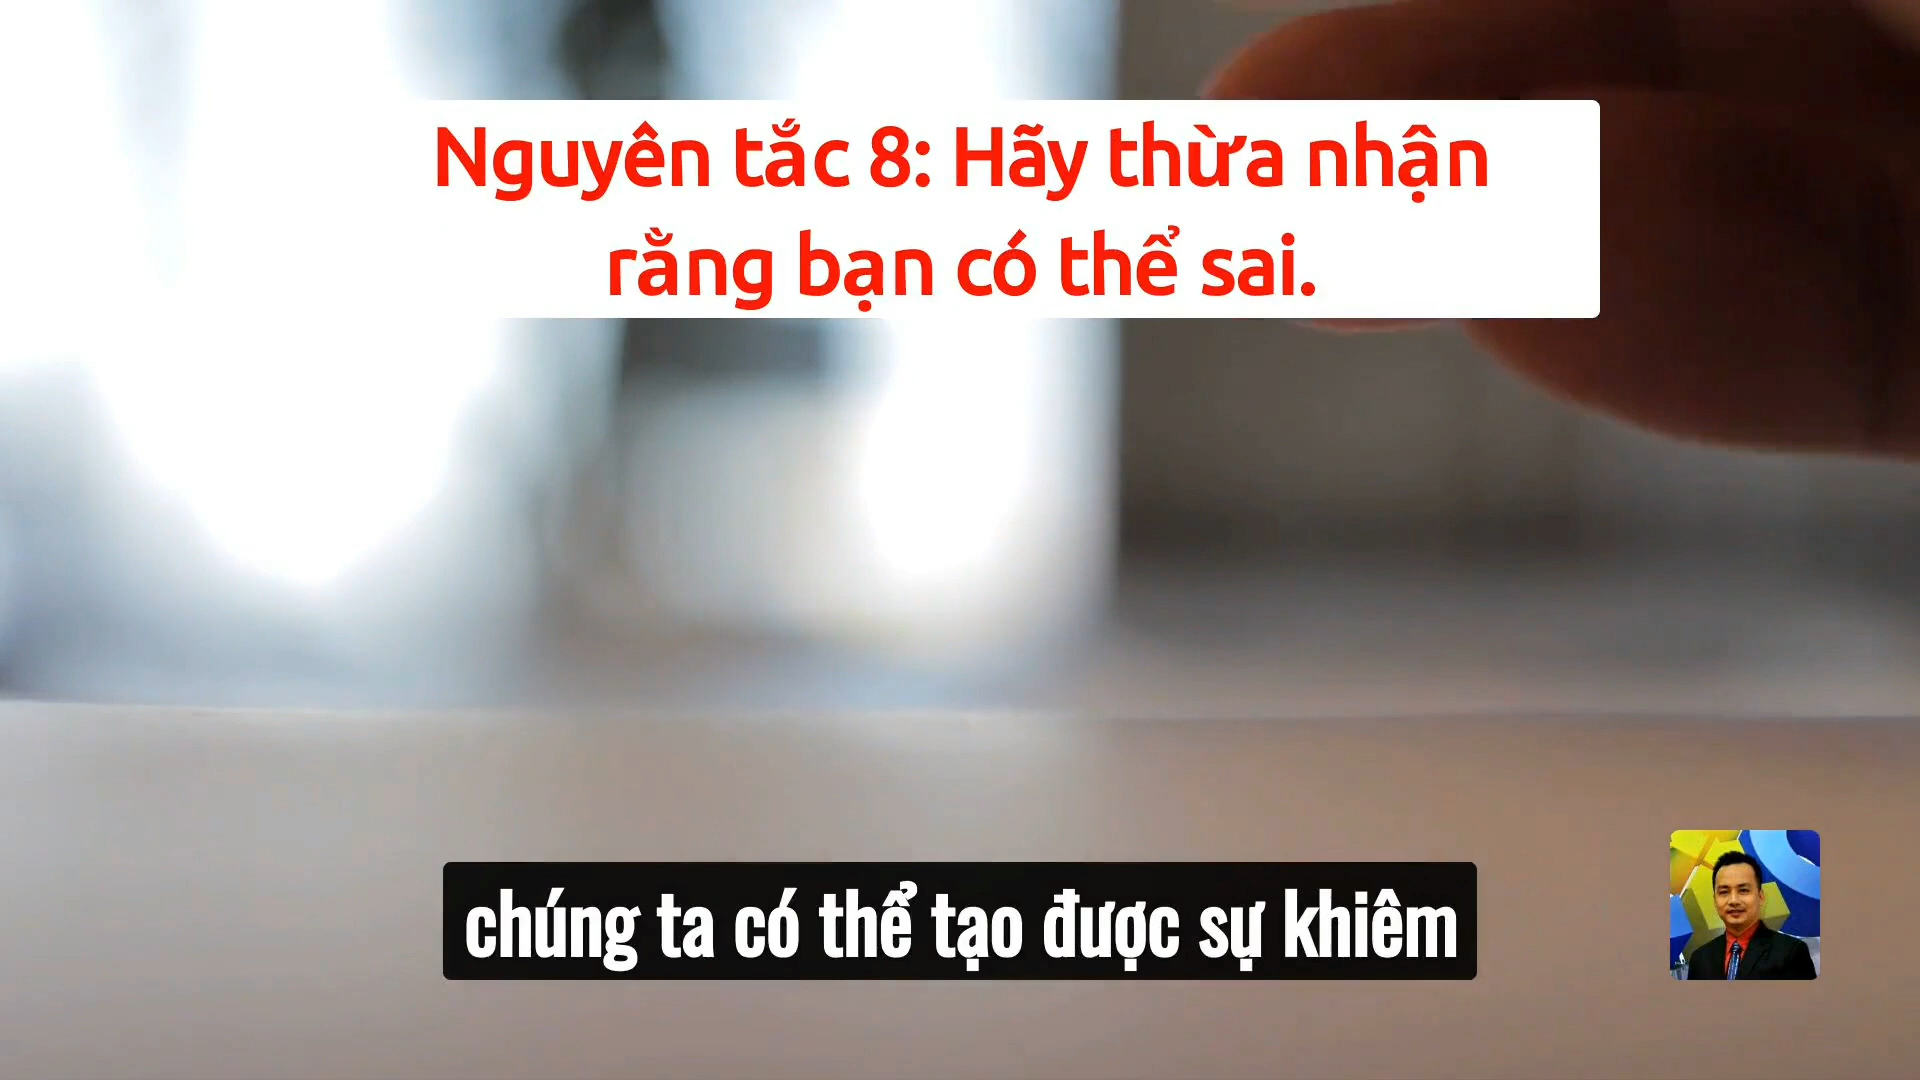 Nguyên tắc 8: Hãy thừa nhận
rằng bạn có thể sai.
chúng ta có thể tạo được sự khiêm